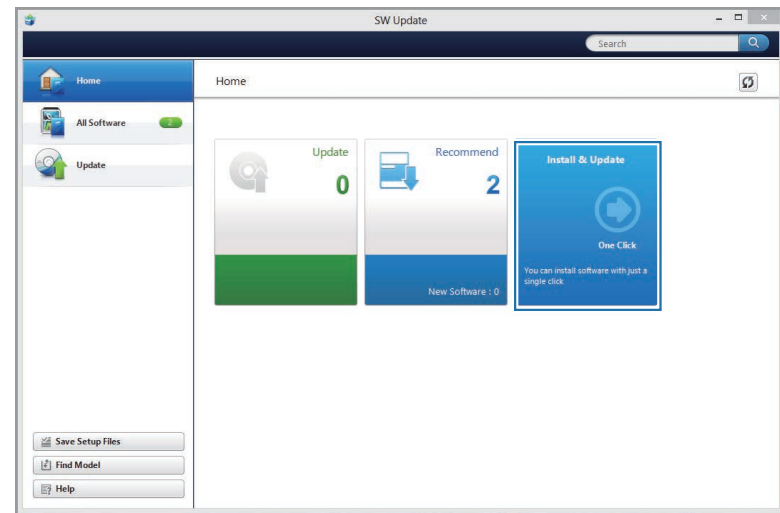 SW Update
Search
Home
All Software
2
Update
Home
Update
0
Recommend
2
New Software : 0
Install & Update
One Click
You can install software with just a
single click
Save Setup Files
Find Model
Help